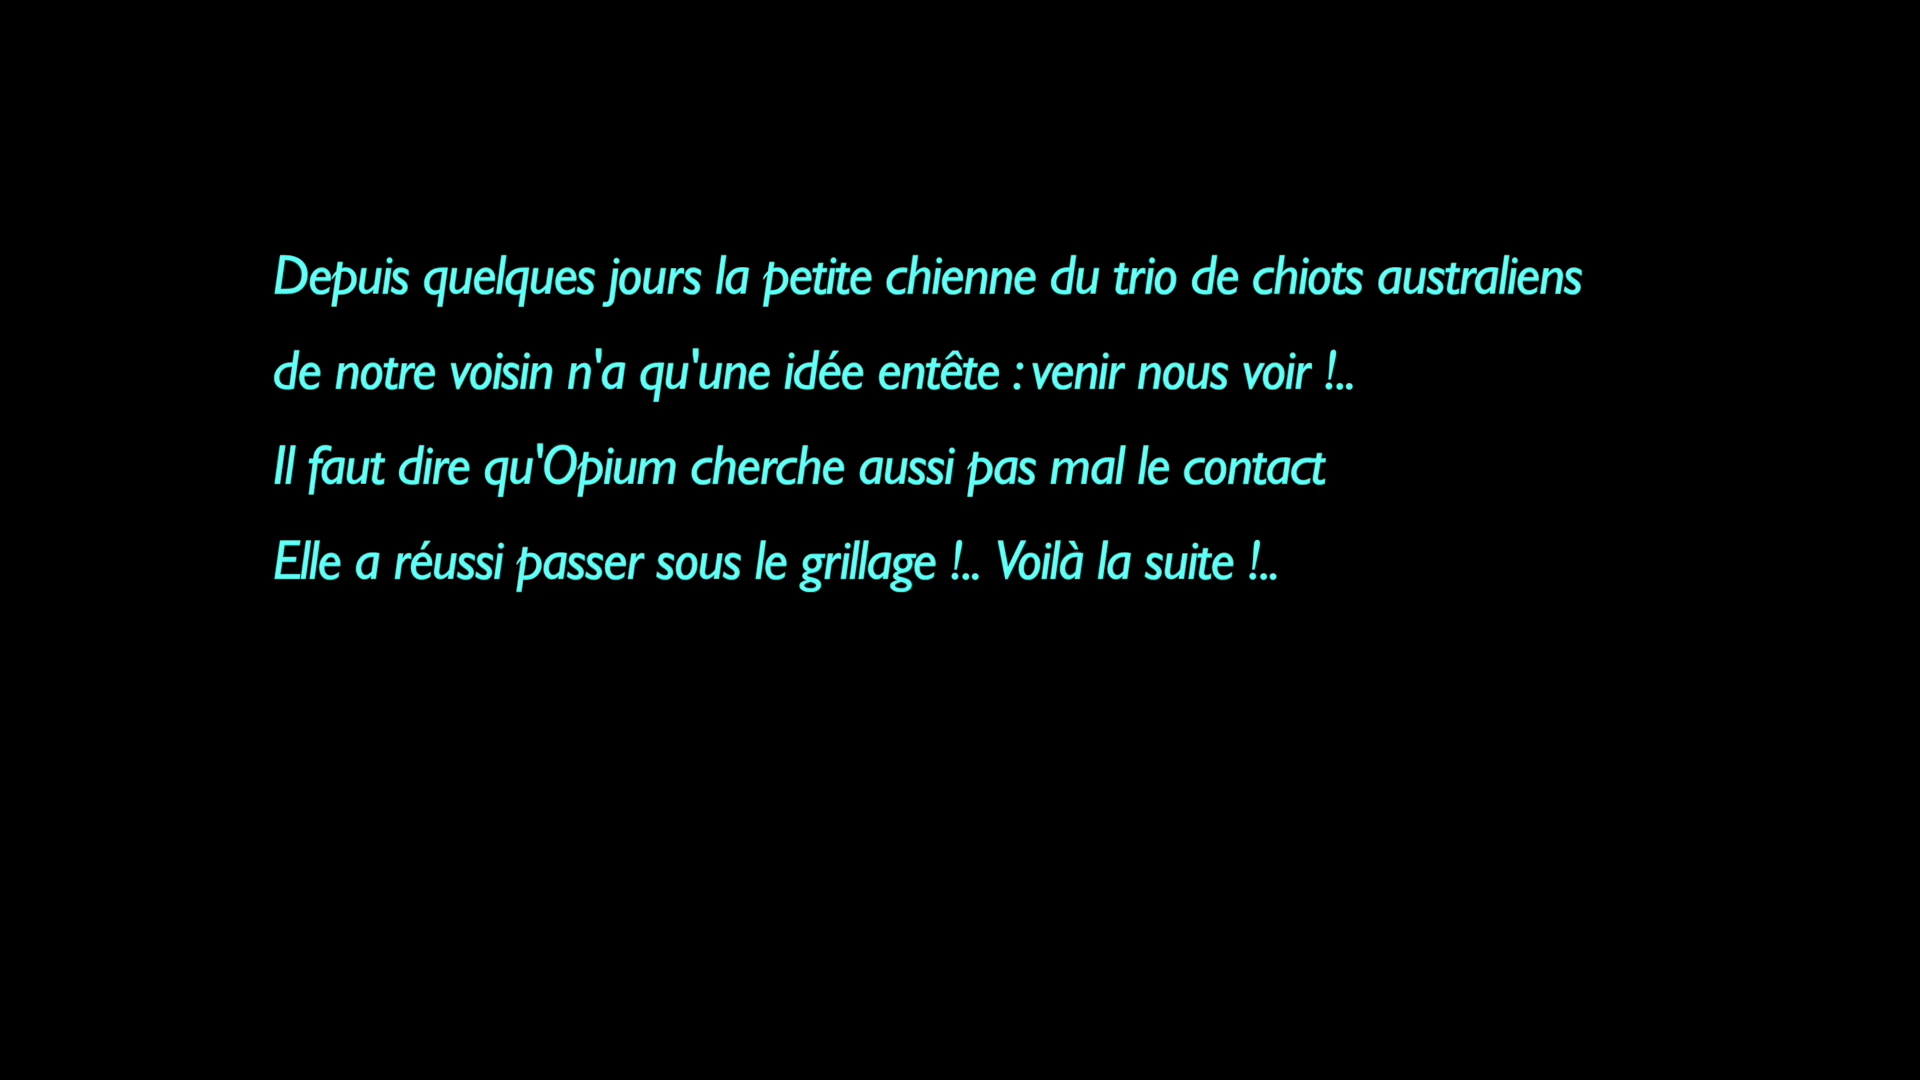 Depuis quelques jours la petite chienne du trio de chiots australiens
de notre voisin n'a qu'une idée entête : venir nous voir !..
Il faut dire qu'Opium cherche aussi pas mal le contact
Elle a réussi passer sous le grillage !.. Voilà la suite !..